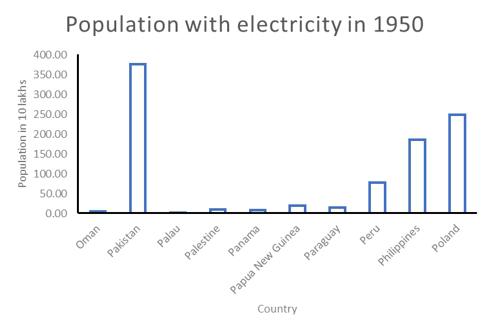 Population with electricity in 1950
Population in 10 lakhs
400.00
350.00
300.00
250.00
200.00
150.00
100.00
50.00
0.00
Oman
Pakistan
Palau
Palestine
Panama
Papua New Guinea
Paraguay
Peru
Philippines
Poland
Country